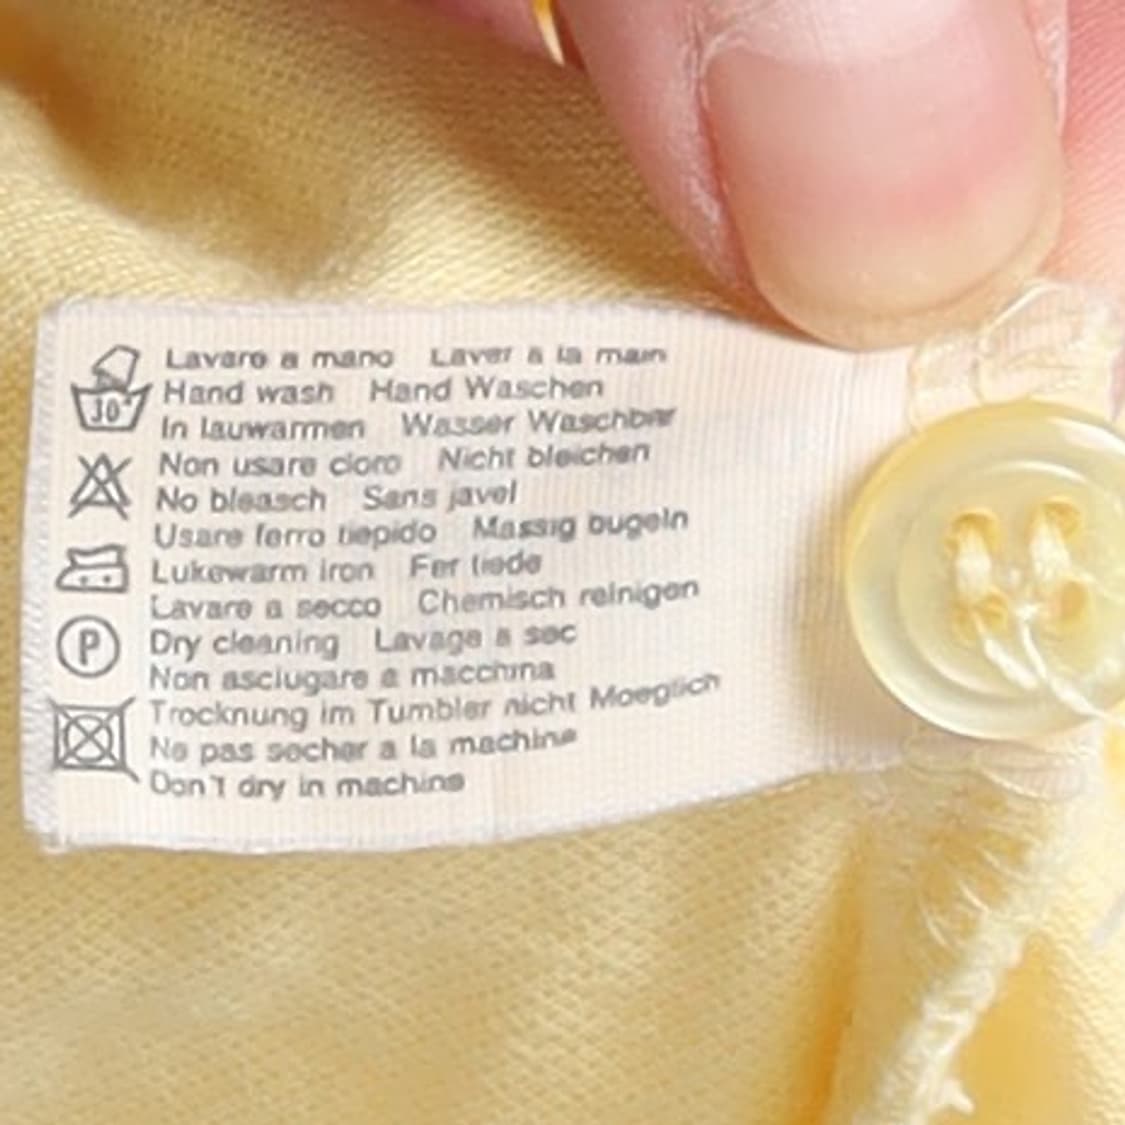 Lavare a mano Laver a la main
Hand wash Hand Waschen
30°
In lauwarmen Wasser Waschbar
Non usare cloro Nicht bleichen
No bleasch Sans javel
Usare ferro tiepido Massig bugeln
Lukewarm iron Fer tiede
Lavare a secco Chemisch reinigen
P
Dry cleaning Lavage a sec
Non asciugare a macchina
Trocknung im Tumbler nicht Moeglich
Ne pas secher a la machine
Don't dry in machine